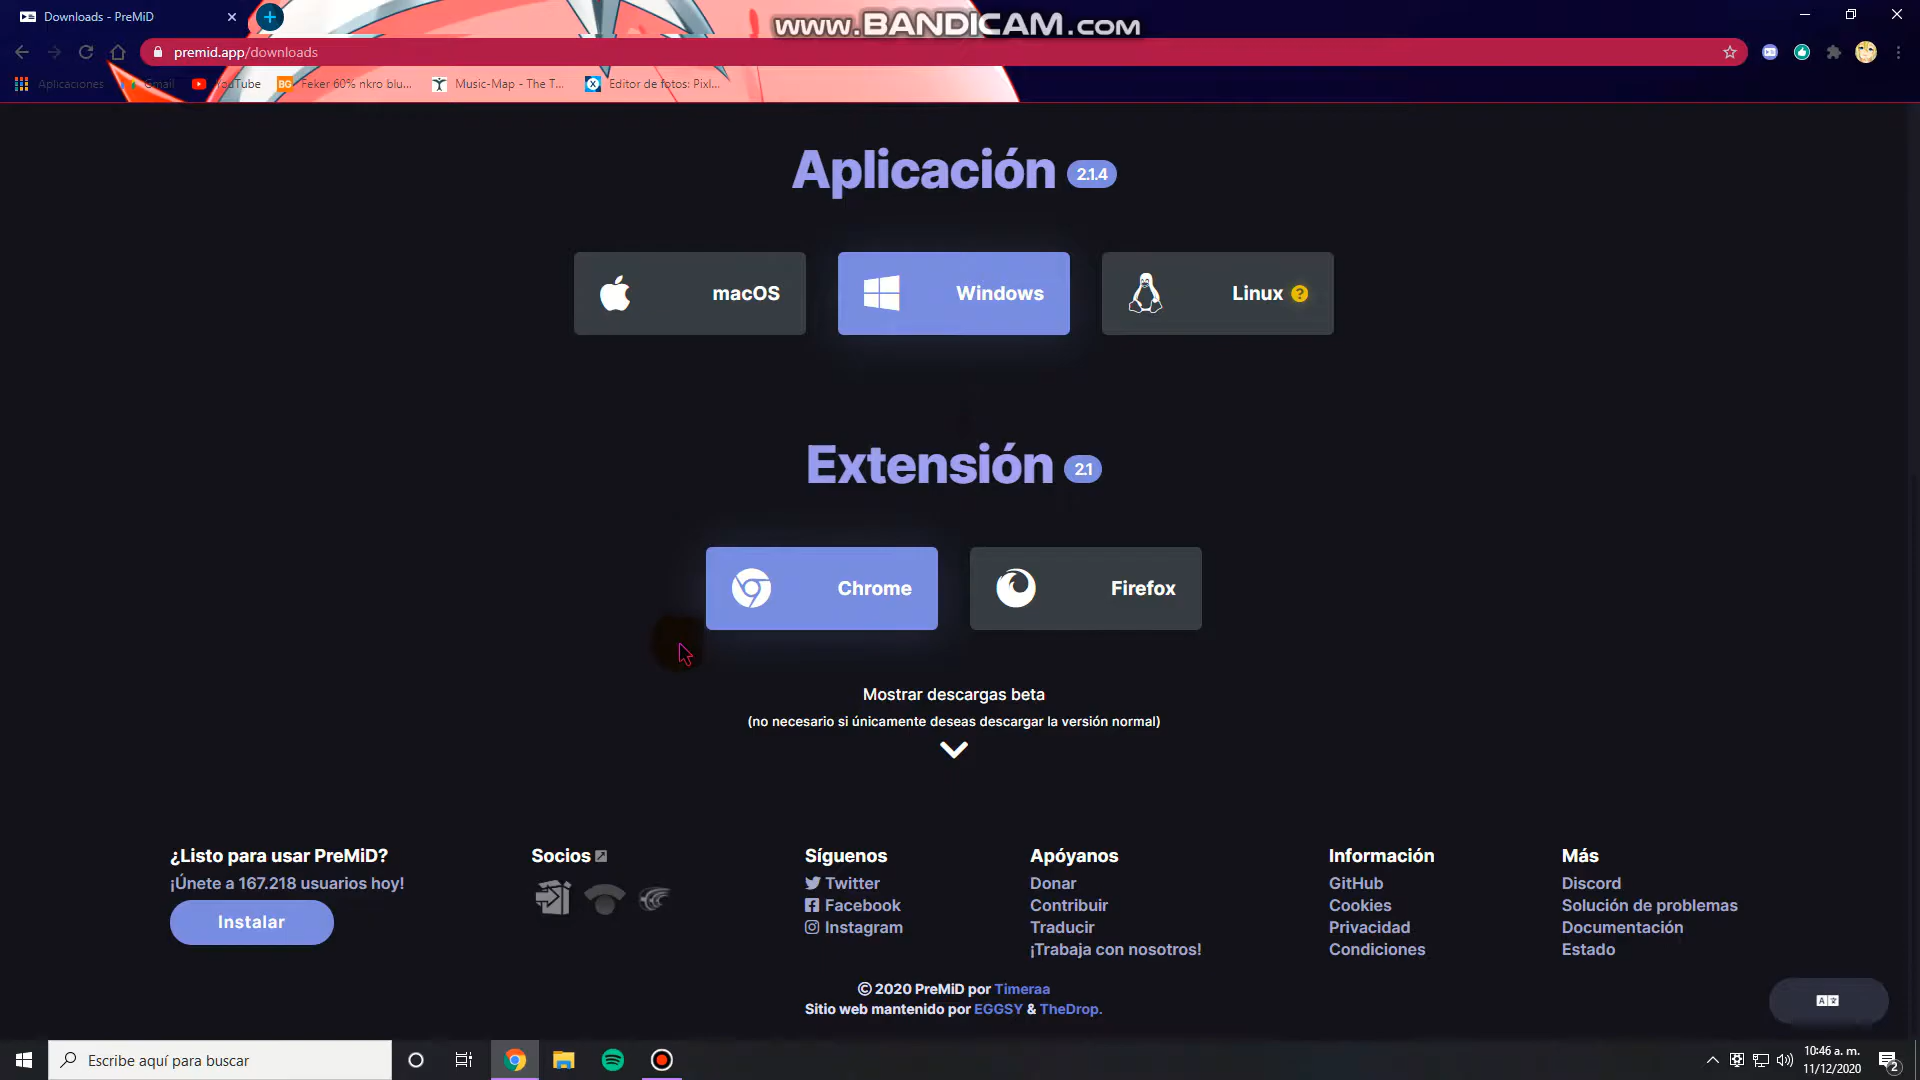 Downloads - PreMiD
www.BANDICAM.com
premid.app/downloads
Aplicaciones
Gmail
YouTube
Feker 60% nkro blu...
Music-Map - The T...
Editor de fotos: Pixl...
Aplicación 2.1.4
macOS
Windows
Linux ?
Extensión 2.1
Chrome
Firefox
Mostrar descargas beta
(no necesario si únicamente deseas descargar la versión normal)
¿Listo para usar PreMiD?
¡Únete a 167.218 usuarios hoy!
Instalar
Socios
Síguenos
Twitter
Facebook
Instagram
Apóyanos
Donar
Contribuir
Traducir
¡Trabaja con nosotros!
Información
GitHub
Cookies
Privacidad
Condiciones
Más
Discord
Solución de problemas
Documentación
Estado
© 2020 PreMiD por Timeraa
Sitio web mantenido por EGGSY & TheDrop.
Escribe aquí para buscar
10:46 a. m.
11/12/2020
2